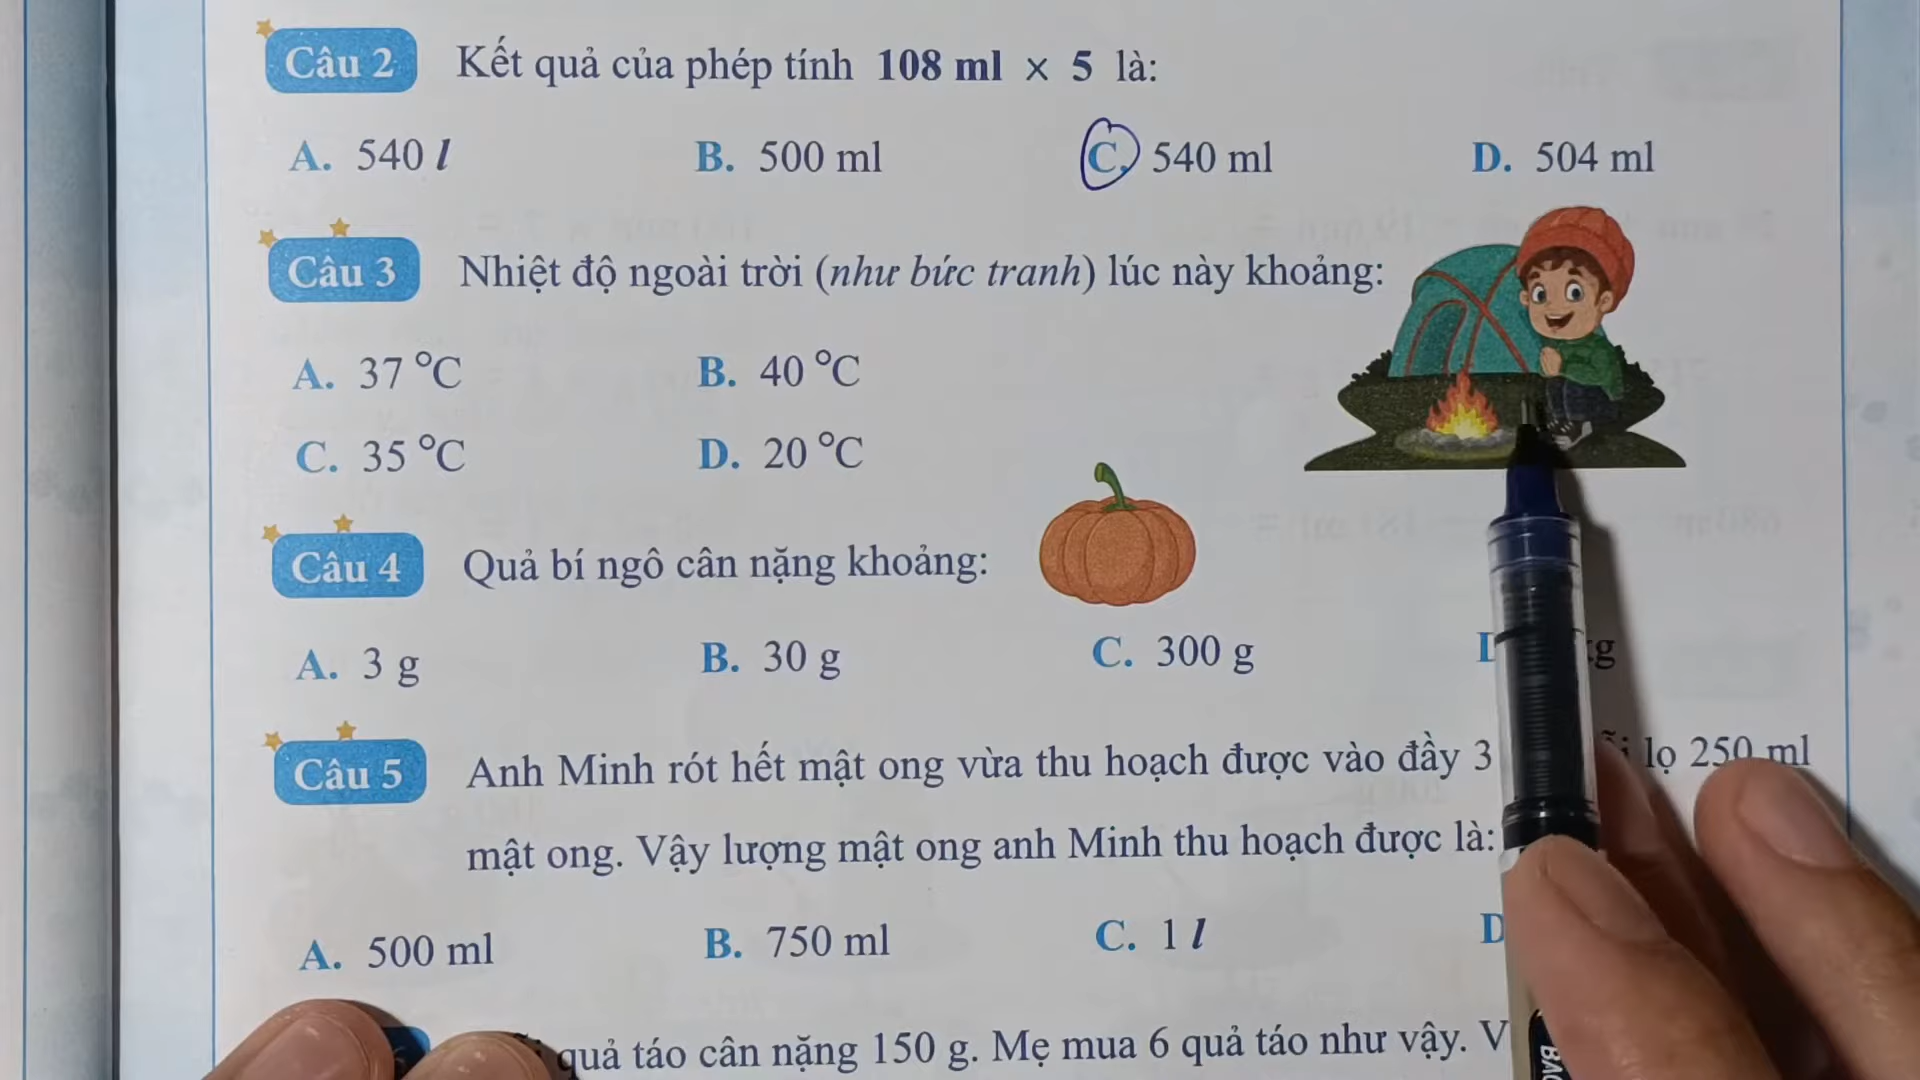 Câu 2 Kết quả của phép tính 108 ml × 5 là:
A. 540 l B. 500 ml C. 540 ml D. 504 ml
Câu 3 Nhiệt độ ngoài trời (như bức tranh) lúc này khoảng:
A. 37 °C B. 40 °C
C. 35 °C D. 20 °C
Câu 4 Quả bí ngô cân nặng khoảng:
A. 3 g B. 30 g C. 300 g
Câu 5 Anh Minh rót hết mật ong vừa thu hoạch được vào đầy 3 lọ 250 ml
mật ong. Vậy lượng mật ong anh Minh thu hoạch được là:
A. 500 ml B. 750 ml C. 1 l D
quả táo cân nặng 150 g. Mẹ mua 6 quả táo như vậy. V